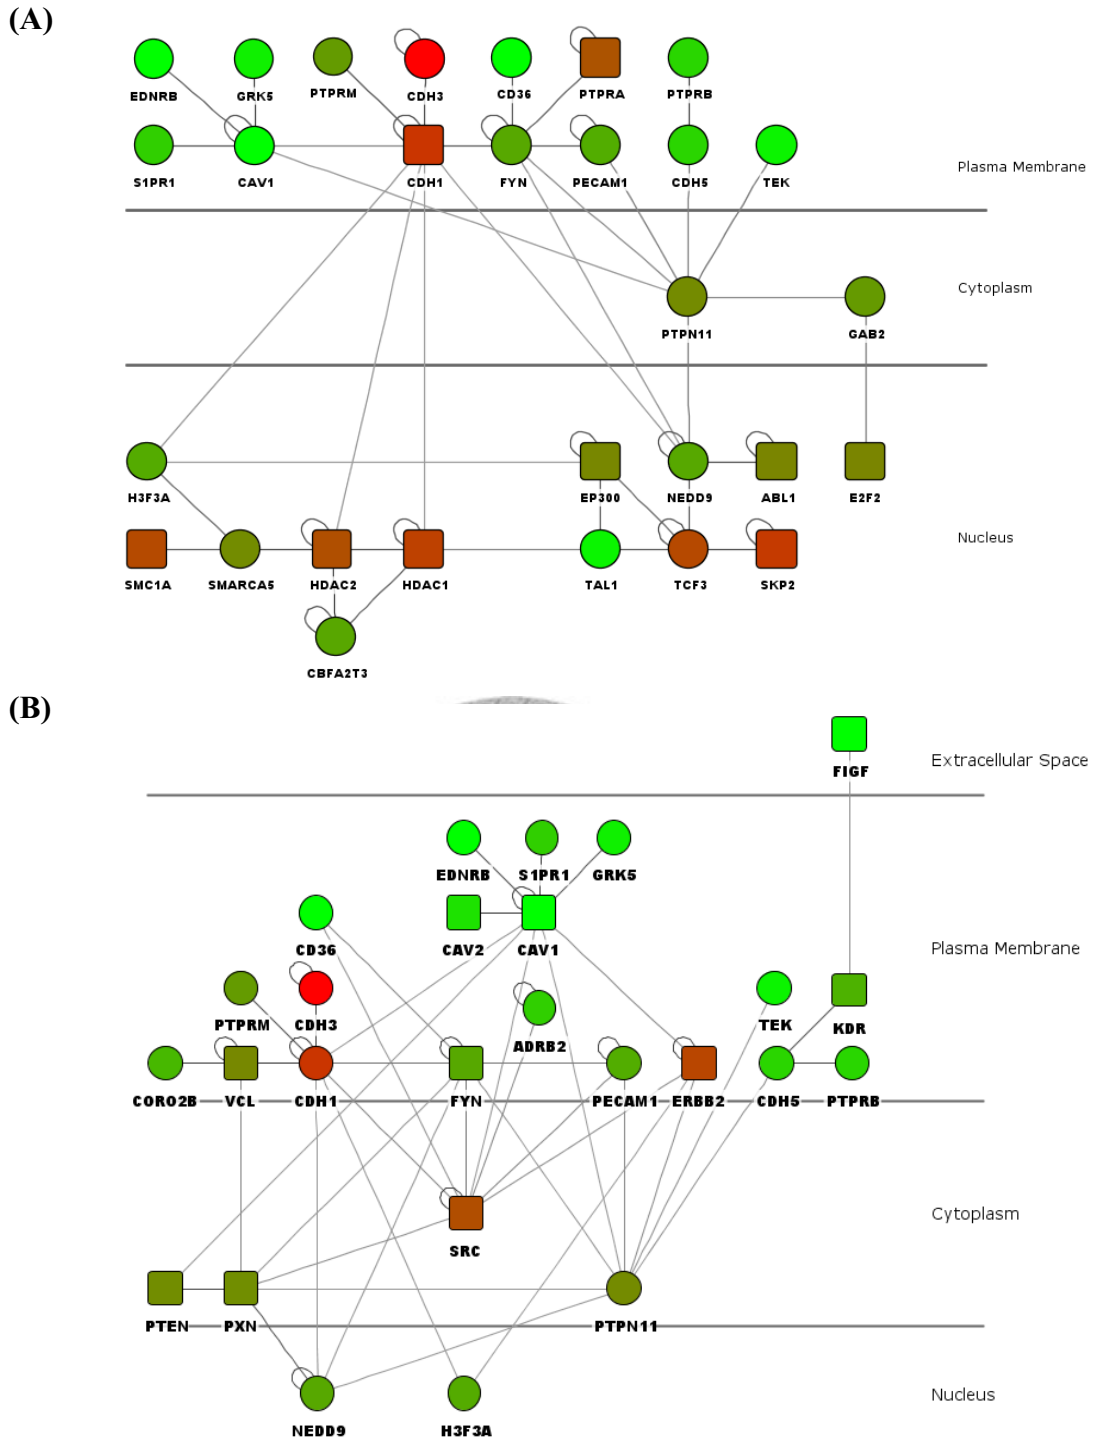 (A)
EDNRB GRK5 PTPRM CDH3 CD36 PTPRA PTPRB
S1PR1 CAV1 CDH1 FYN PECAM1 CDH5 TEK
Plasma Membrane
Cytoplasm
PTPN11 GAB2
H3F3A EP300 NEDD9 ABL1 E2F2
Nucleus
SMC1A SMARCA5 HDAC2 HDAC1 TAL1 TCF3 SKP2
CBFA2T3
(B)
FIGF
Extracellular Space
EDNRB S1PR1 GRK5
CD36 CAV2 CAV1
Plasma Membrane
PTPRM CDH3 ADRB2 TEK KDR
CORO2B VCL CDH1 FYN PECAM1 ERBB2 CDH5 PTPRB
Cytoplasm
SRC
PTEN PXN PTPN11
Nucleus
NEDD9 H3F3A